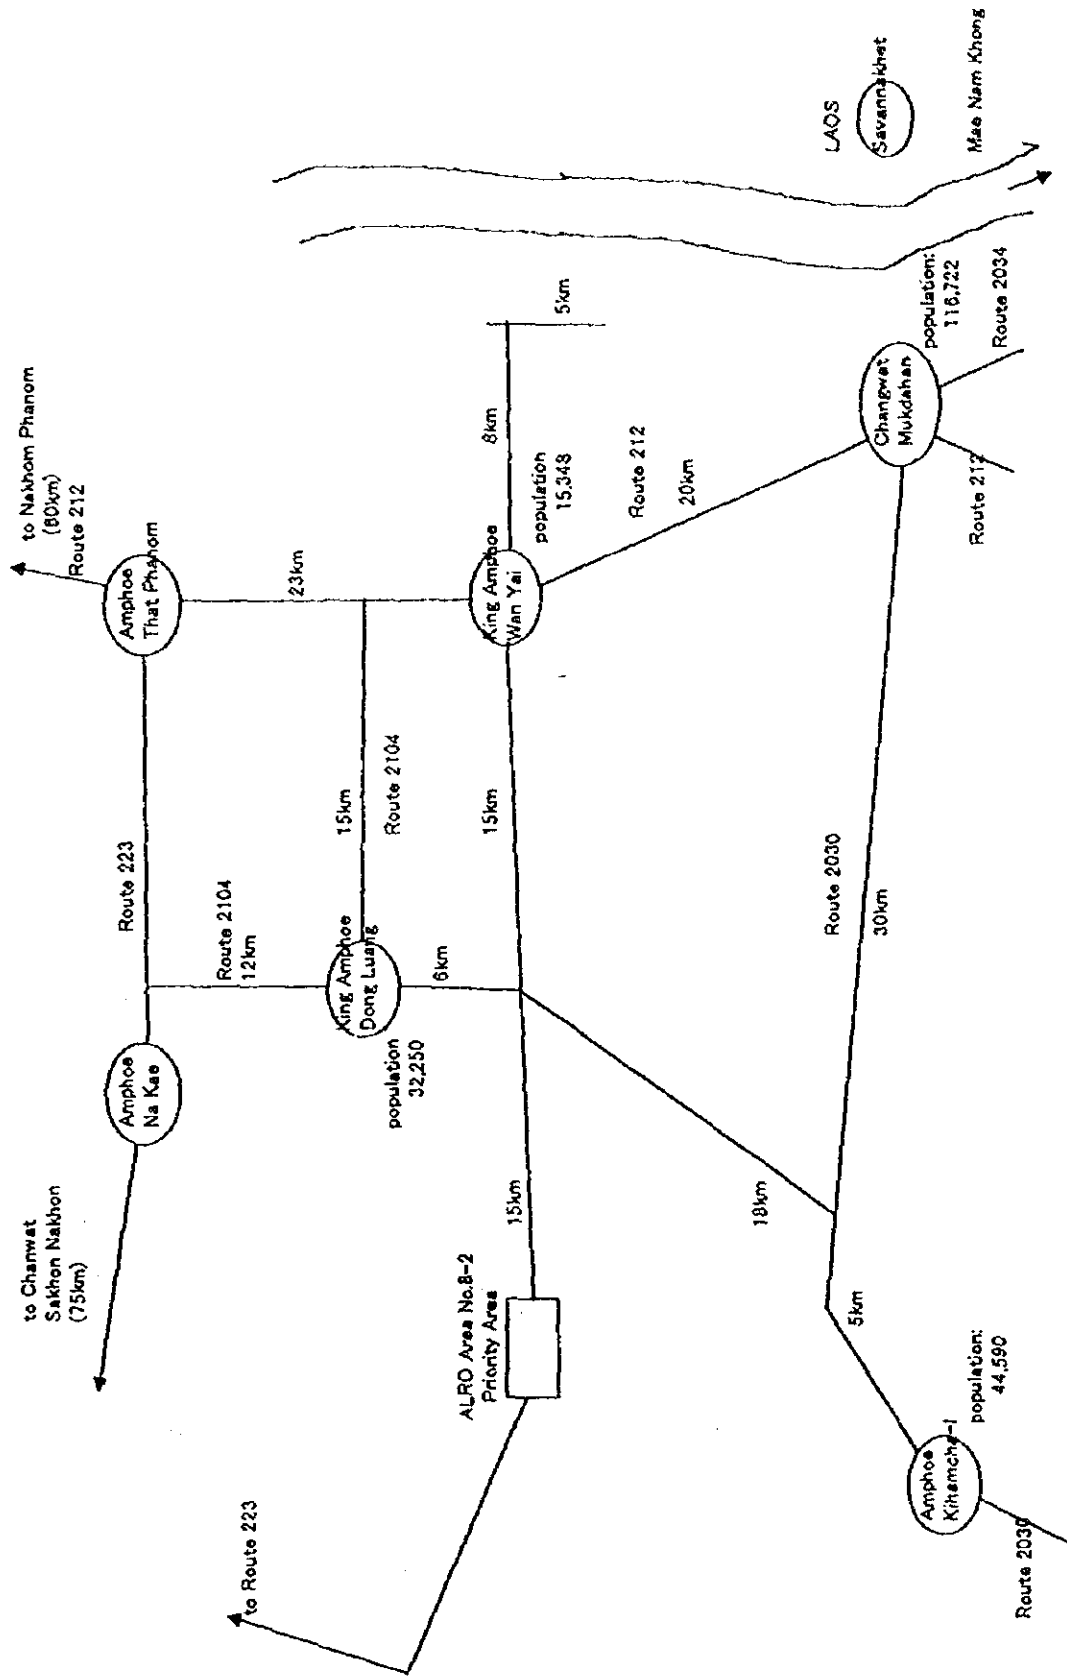 to Nakhom Phanom
(60km)
Route 212
Amphoe
That Phanom
Route 223
Amphoe
Na Kae
to Chanwat
Sakhon Nakhon
(75km)
23km
Route 2104
12km
15km
Route 2104
King Amphoe
Dong Luang
population
32,250
6km
King Amphoe
Wan Yai
population
15,348
8km
5km
15km
15km
ALRO Area No.8-2
Priority Area
to Route 223
Route 212
20km
18km
Route 2030
30km
5km
Changwat
Mukdahan
population:
116,722
Route 2034
Route 212
Amphoe
Kihamcha-I
population:
44,590
Route 2030
LAOS
Savannakhet
Mae Nam Khong